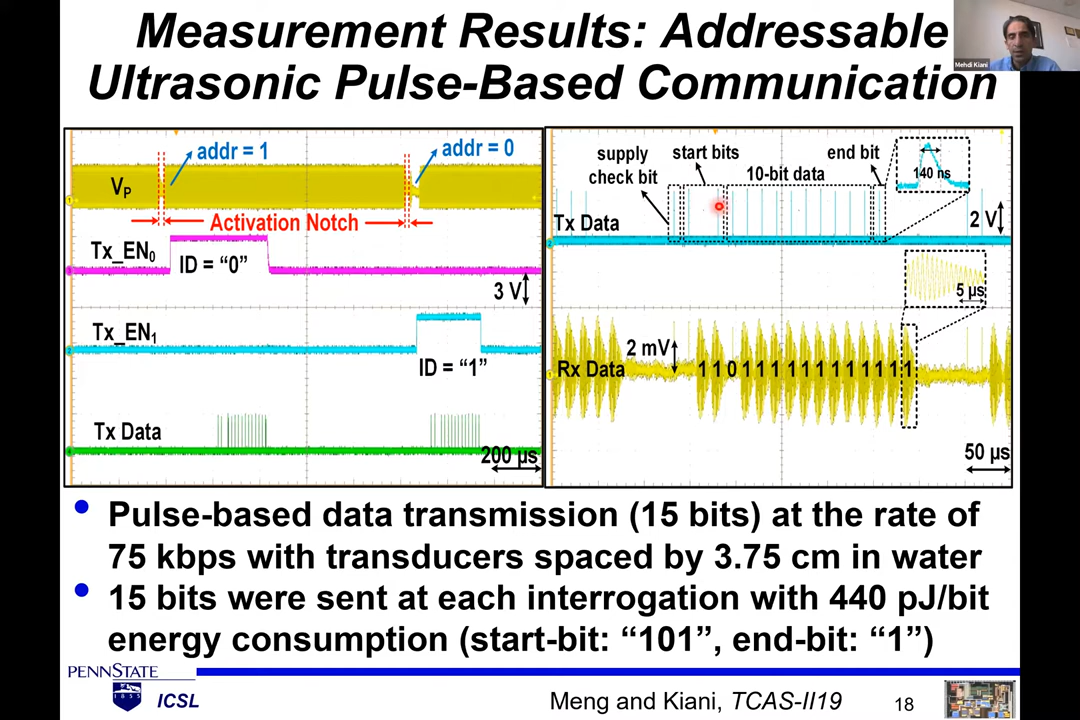 Measurement Results: Addressable
Ultrasonic Pulse-Based Communication
Mehdi Kiani
addr = 1
addr = 0
V_P
Activation Notch
Tx_EN₀
ID = “0”
3 V
Tx_EN₁
ID = “1”
Tx Data
200 µs
supply
check bit
start bits
10-bit data
end bit
140 ns
Tx Data
2 V
5 µs
2 mV
Rx Data
1 1 0 1 1 1 1 1 1 1 1 1 1 1 1
50 µs
• Pulse-based data transmission (15 bits) at the rate of
75 kbps with transducers spaced by 3.75 cm in water
• 15 bits were sent at each interrogation with 440 pJ/bit
energy consumption (start-bit: “101”, end-bit: “1”)
PENNSTATE
1855
ICSL
Meng and Kiani, TCAS-II19
18